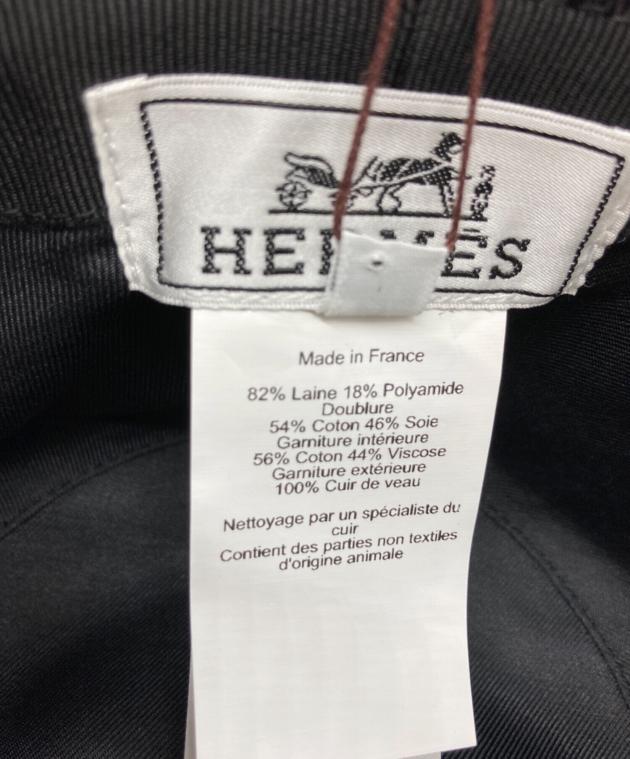 HERMES
Made in France
82% Laine 18% Polyamide
Doublure
54% Coton 46% Soie
Garniture intérieure
56% Coton 44% Viscose
Garniture extérieure
100% Cuir de veau
Nettoyage par un spécialiste du
cuir
Contient des parties non textiles
d'origine animale